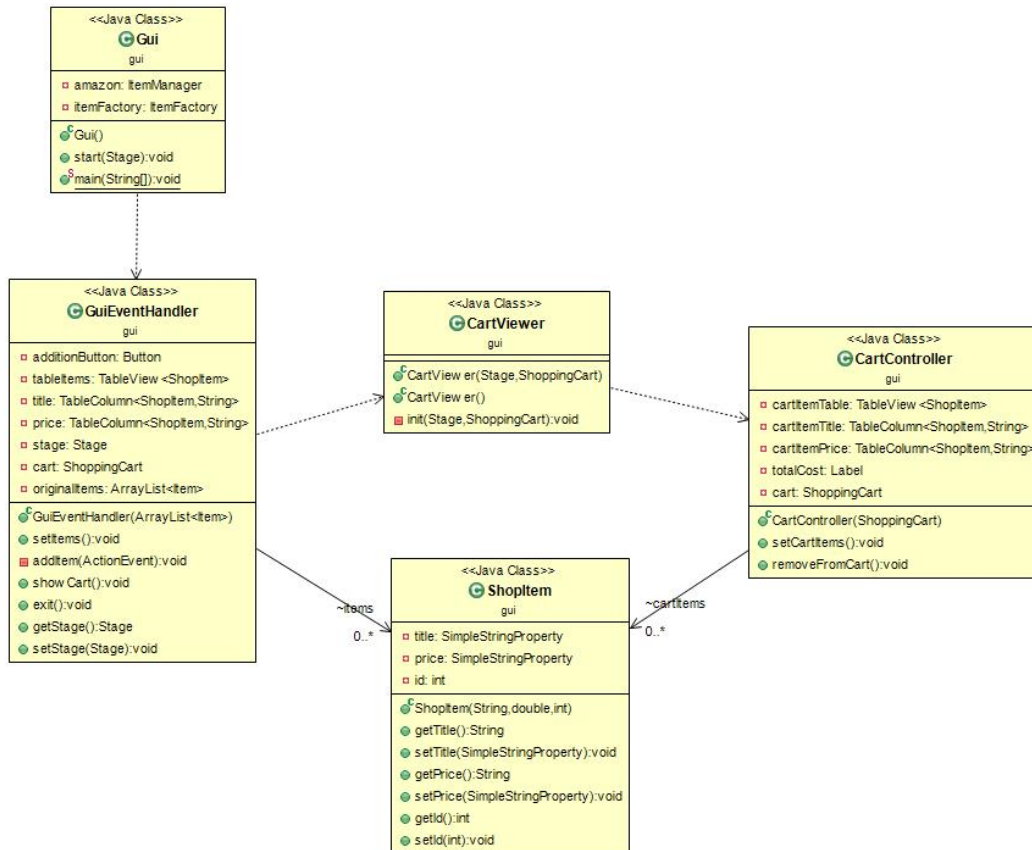 <<Java Class>>
Gui
gui
amazon: ItemManager
itemFactory: ItemFactory
Gui()
start(Stage):void
main(String[]):void
<<Java Class>>
GuiEventHandler
gui
additionButton: Button
tableItems: TableView <ShopItem>
title: TableColumn<ShopItem,String>
price: TableColumn<ShopItem,String>
stage: Stage
cart: ShoppingCart
originalItems: ArrayList<Item>
GuiEventHandler(ArrayList<Item>)
setItems():void
addItem(ActionEvent):void
show Cart():void
exit():void
getStage():Stage
setStage(Stage):void
<<Java Class>>
CartViewer
gui
CartView er(Stage,ShoppingCart)
CartView er()
init(Stage,ShoppingCart):void
<<Java Class>>
CartController
gui
cartItemTable: TableView <ShopItem>
cartItemTitle: TableColumn<ShopItem,String>
cartItemPrice: TableColumn<ShopItem,String>
totalCost: Label
cart: ShoppingCart
CartController(ShoppingCart)
setCartItems():void
removeFromCart():void
~items
0..*
~cartItems
0..*
<<Java Class>>
ShopItem
gui
title: SimpleStringProperty
price: SimpleStringProperty
id: int
ShopItem(String,double,int)
getTitle():String
setTitle(SimpleStringProperty):void
getPrice():String
setPrice(SimpleStringProperty):void
getId():int
setId(int):void